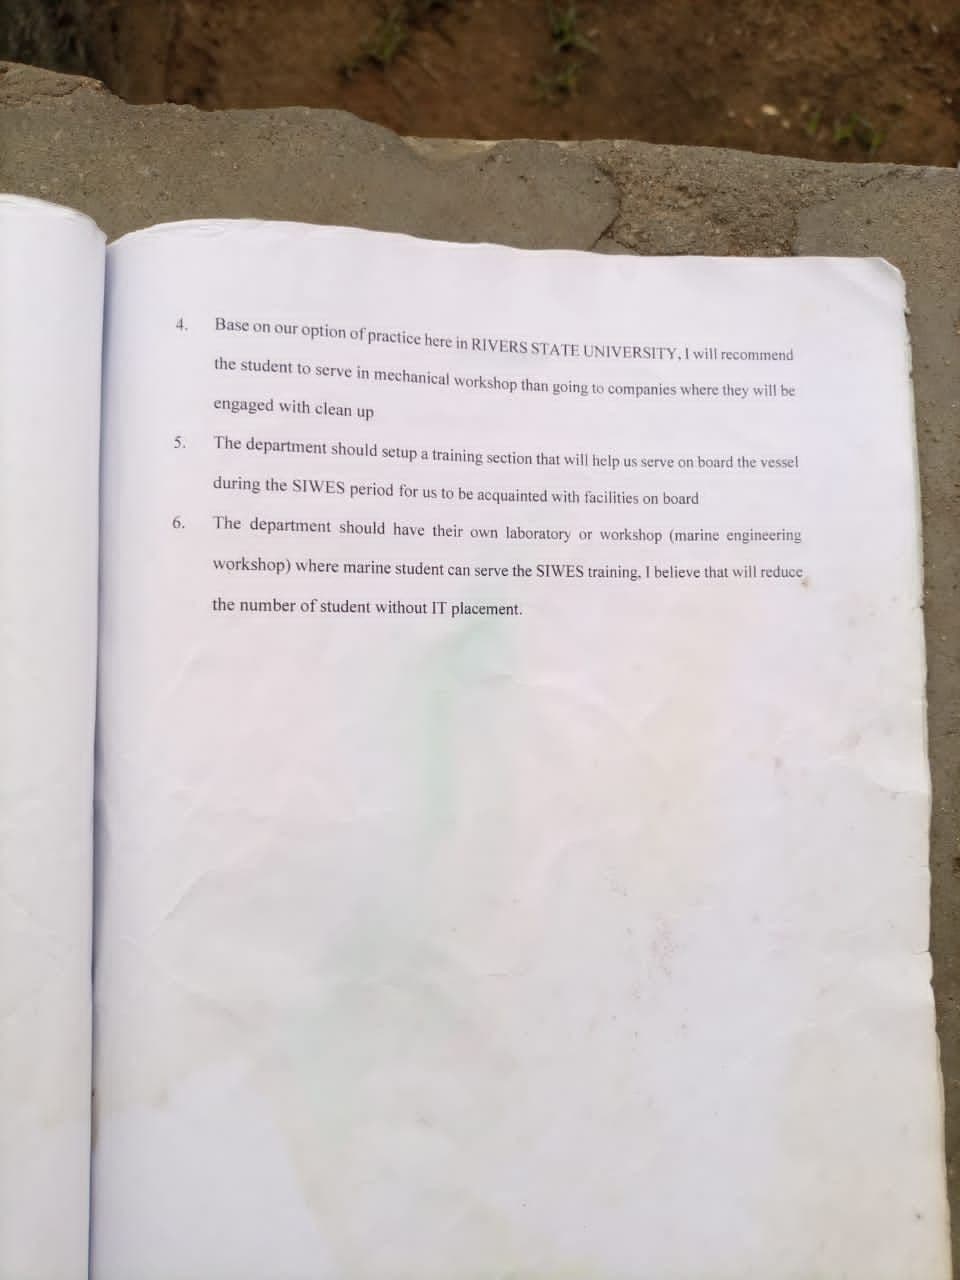 4. Base on our option of practice here in RIVERS STATE UNIVERSITY, I will recommend
the student to serve in mechanical workshop than going to companies where they will be
engaged with clean up
5. The department should setup a training section that will help us serve on board the vessel
during the SIWES period for us to be acquainted with facilities on board
6. The department should have their own laboratory or workshop (marine engineering
workshop) where marine student can serve the SIWES training, I believe that will reduce
the number of student without IT placement.